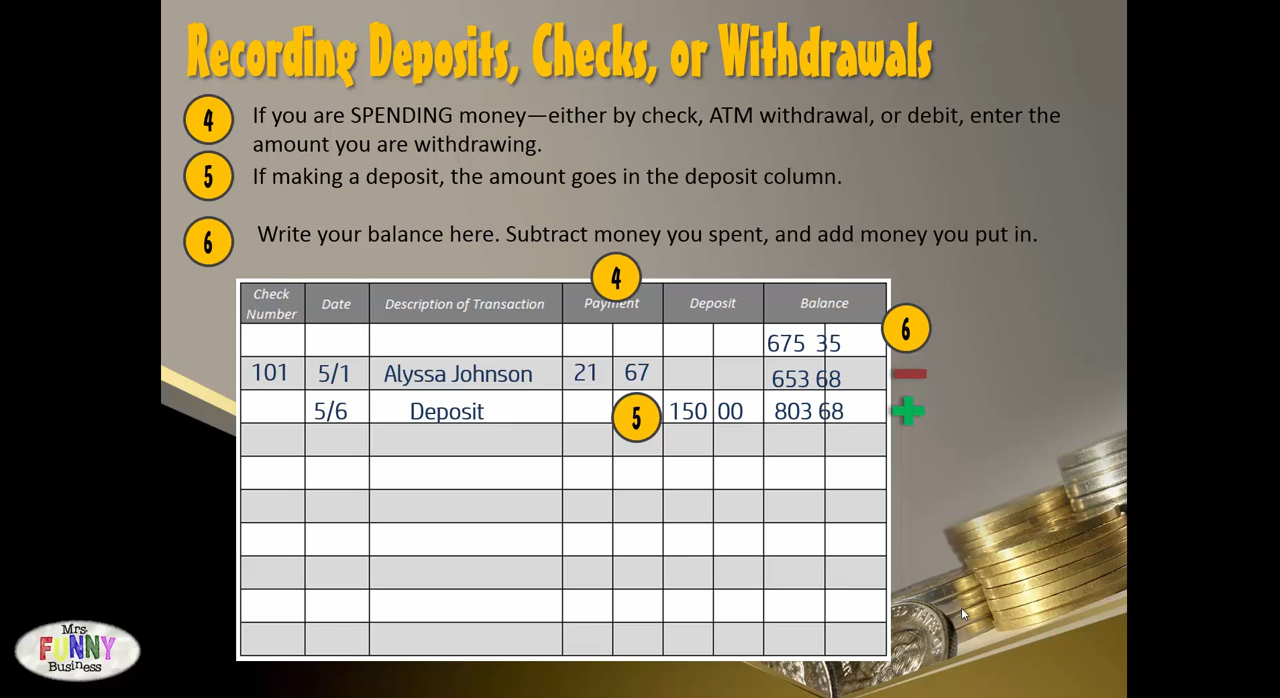 Recording Deposits, Checks, or Withdrawals
4 If you are SPENDING money—either by check, ATM withdrawal, or debit, enter the
amount you are withdrawing.
5 If making a deposit, the amount goes in the deposit column.
6 Write your balance here. Subtract money you spent, and add money you put in.
4
Check Number Date Description of Transaction Payment Deposit Balance
6
675 35
101 5/1 Alyssa Johnson 21 67 653 68
5/6 Deposit 5 150 00 803 68
Mrs.
FUNNY
Business